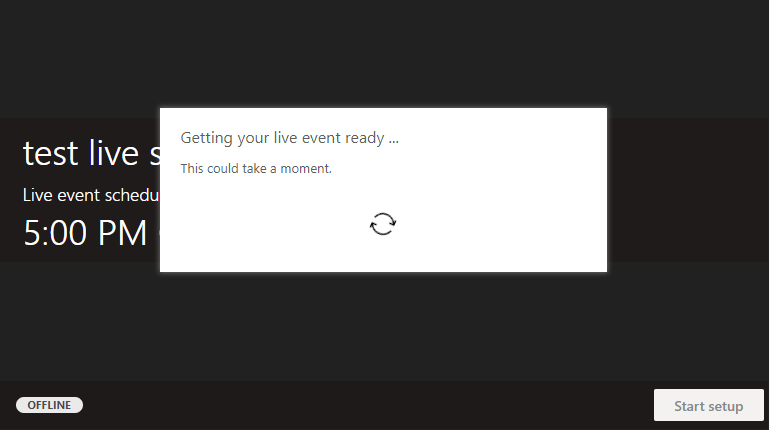 Getting your live event ready ...
This could take a moment.
test live
Live event
5:00 PM
OFFLINE
Start setup